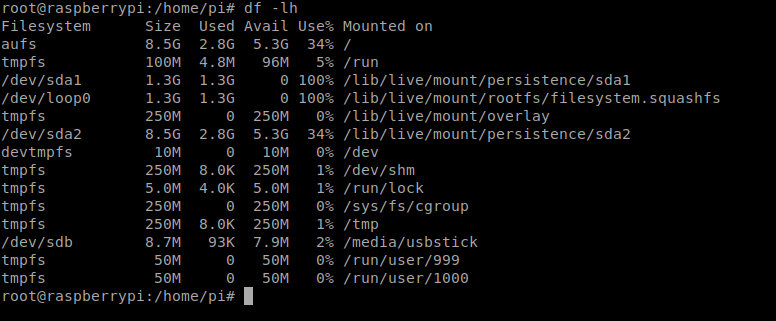 root@raspberrypi:/home/pi# df -lh
Filesystem      Size  Used Avail Use% Mounted on
aufs            8.5G  2.8G  5.3G  34% /
tmpfs           100M  4.8M   96M   5% /run
/dev/sda1       1.3G  1.3G     0 100% /lib/live/mount/persistence/sda1
/dev/loop0      1.3G  1.3G     0 100% /lib/live/mount/rootfs/filesystem.squashfs
tmpfs           250M     0  250M   0% /lib/live/mount/overlay
/dev/sda2       8.5G  2.8G  5.3G  34% /lib/live/mount/persistence/sda2
devtmpfs         10M     0   10M   0% /dev
tmpfs           250M  8.0K  250M   1% /dev/shm
tmpfs           5.0M  4.0K  5.0M   1% /run/lock
tmpfs           250M     0  250M   0% /sys/fs/cgroup
tmpfs           250M  8.0K  250M   1% /tmp
/dev/sdb        8.7M   93K  7.9M   2% /media/usbstick
tmpfs            50M     0   50M   0% /run/user/999
tmpfs            50M     0   50M   0% /run/user/1000
root@raspberrypi:/home/pi#